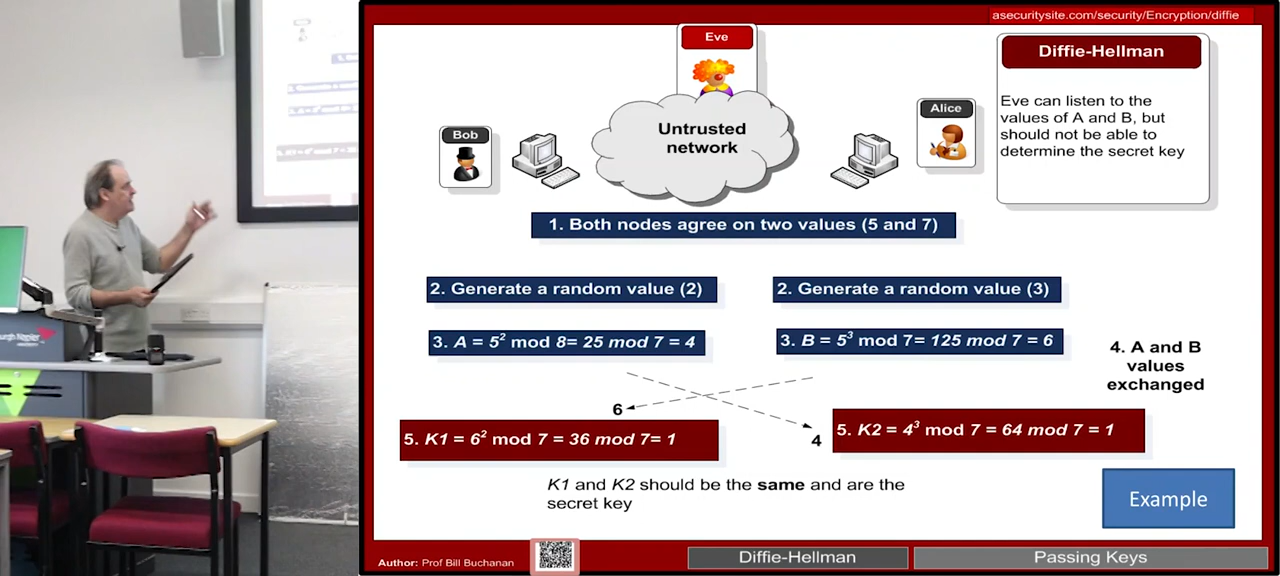 asecuritysite.com/security/Encryption/diffie
Eve
Diffie-Hellman
Eve can listen to the
values of A and B, but
should not be able to
determine the secret key
Bob
Alice
Untrusted
network
1. Both nodes agree on two values (5 and 7)
2. Generate a random value (2)
2. Generate a random value (3)
3. A = 5² mod 8= 25 mod 7 = 4
3. B = 5³ mod 7= 125 mod 7 = 6
4. A and B
values
exchanged
6
4
5. K1 = 6² mod 7 = 36 mod 7= 1
5. K2 = 4³ mod 7 = 64 mod 7 = 1
K1 and K2 should be the same and are the
secret key
Example
Author: Prof Bill Buchanan
Diffie-Hellman
Passing Keys